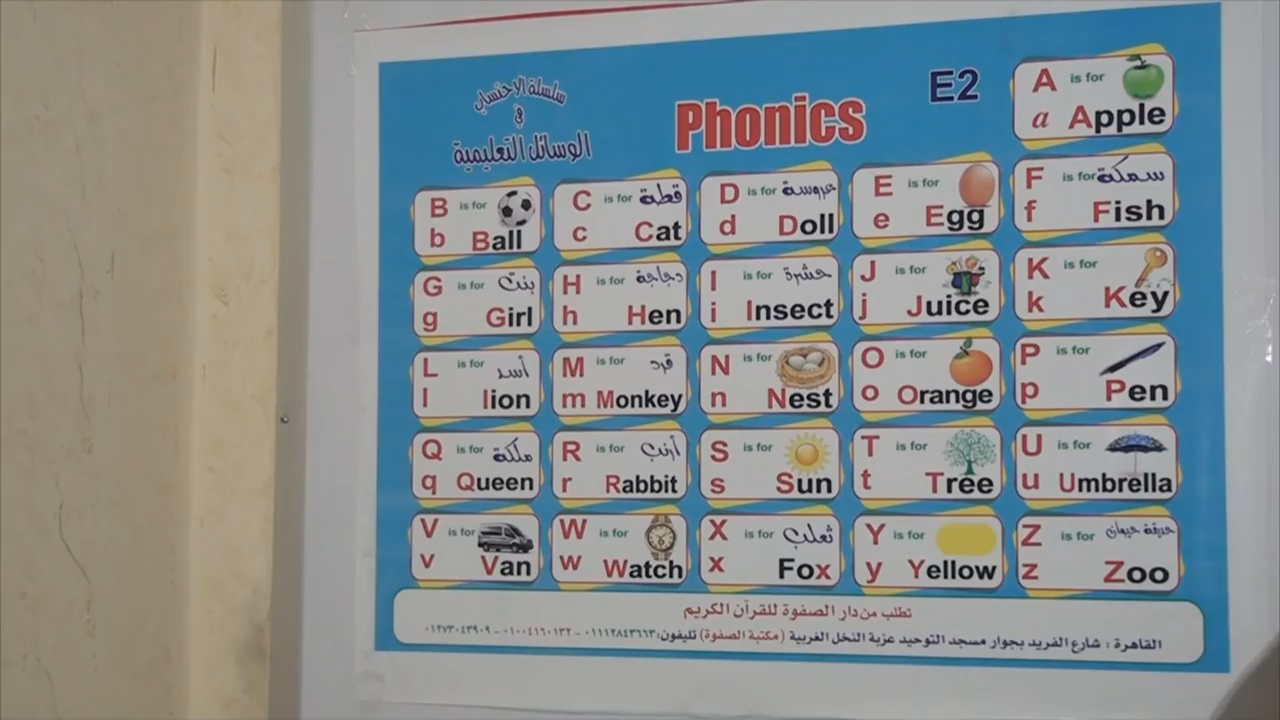 سلسلة الاحتساب
في
الوسائل التعليمية
Phonics
E2
A is for
a Apple
B is for
b Ball
C is for قطة
c Cat
D is for عروسة
d Doll
E is for
e Egg
F is for سمكة
f Fish
G is for بنت
g Girl
H is for دجاجة
h Hen
I is for حشرة
i Insect
J is for
j Juice
K is for
k Key
L is for أسد
l lion
M is for قرد
m Monkey
N is for
n Nest
O is for
o Orange
P is for
p Pen
Q is for ملكة
q Queen
R is for أرنب
r Rabbit
S is for
s Sun
T is for
t Tree
U is for
u Umbrella
V is for
v Van
W is for
w Watch
X is for ثعلب
x Fox
Y is for
y Yellow
Z is for حديقة حيوان
z Zoo
تطلب من دار الصفوة للقرآن الكريم
القاهرة : شارع الفريد بجوار مسجد التوحيد عزبة النخل الغربية (مكتبة الصفوة) تليفون: ٠١١١٢٨٤٣٦٦٣ - ٠١٠٠٤١٦٠١٣٢ - ٠١٢٧٣٠٤٣٩٠٩